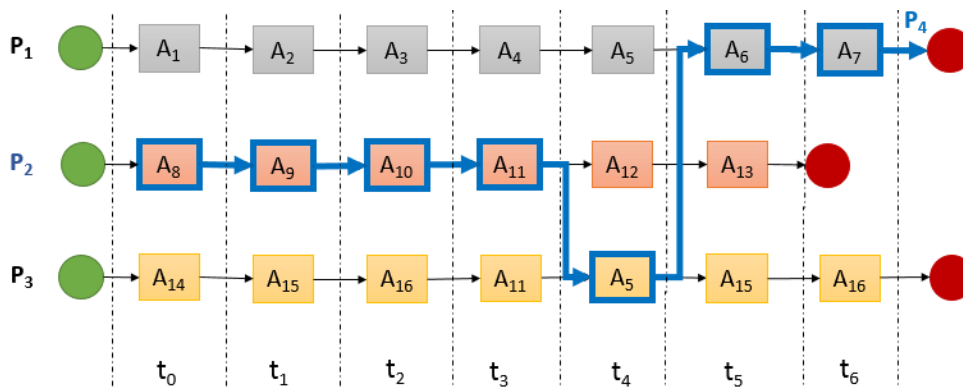 P₄
P₁ A₁ A₂ A₃ A₄ A₅ A₆ A₇
P₂ A₈ A₉ A₁₀ A₁₁ A₁₂ A₁₃
P₃ A₁₄ A₁₅ A₁₆ A₁₁ A₅ A₁₅ A₁₆
t₀ t₁ t₂ t₃ t₄ t₅ t₆